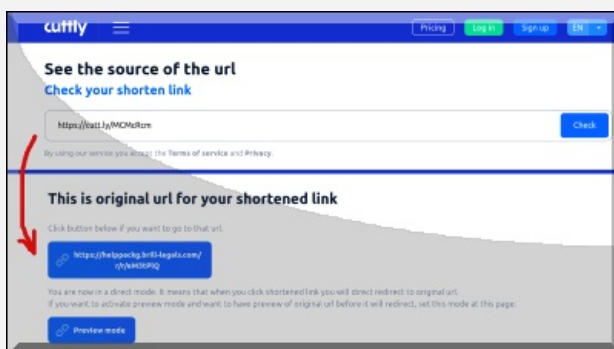 cuttly
Pricing
Log in
Sign up
EN
See the source of the url
Check your shorten link
https://cutt.ly/MCMcRcm
Check
By using our service you accept the Terms of service and Privacy.
This is original url for your shortened link
Click button below if you want to go to that url.
https://helppackg.brill-legals.com/
r/r/eM3tPlQ
You are now in a direct mode. It means that when you click shortened link you will direct redirect to original url.
If you want to activate preview mode and want to have preview of original url before it will redirect, set this mode at this page:
Preview mode